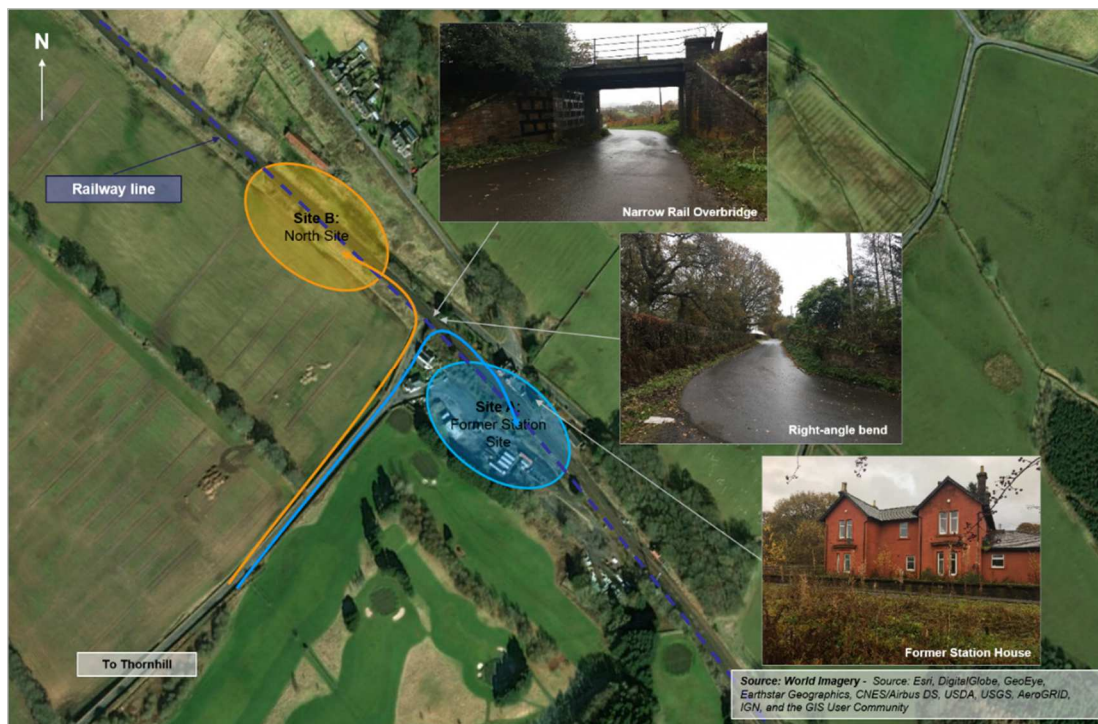 N
Narrow Rail Overbridge
Railway line
Site B:
North Site
Site A:
Former Station
Site
Right-angle bend
Former Station House
To Thornhill
Source: World Imagery - Source: Esri, DigitalGlobe, GeoEye,
Earthstar Geographics, CNES/Airbus DS, USDA, USGS, AeroGRID,
IGN, and the GIS User Community